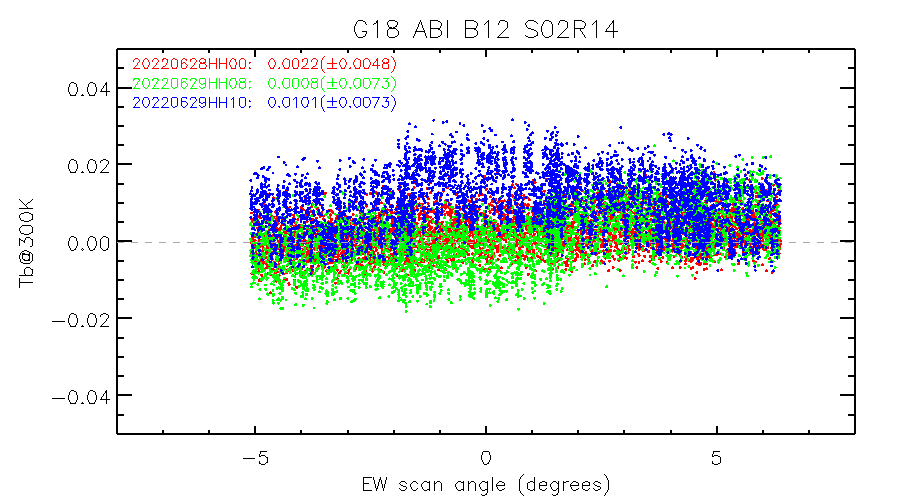 G18 ABI B12 S02R14
20220628HH00: 0.0022(±0.0048)
20220629HH08: 0.0008(±0.0073)
20220629HH10: 0.0101(±0.0073)
0.04
0.02
0.00
−0.02
−0.04
Tb@300K
−5 0 5
EW scan angle (degrees)